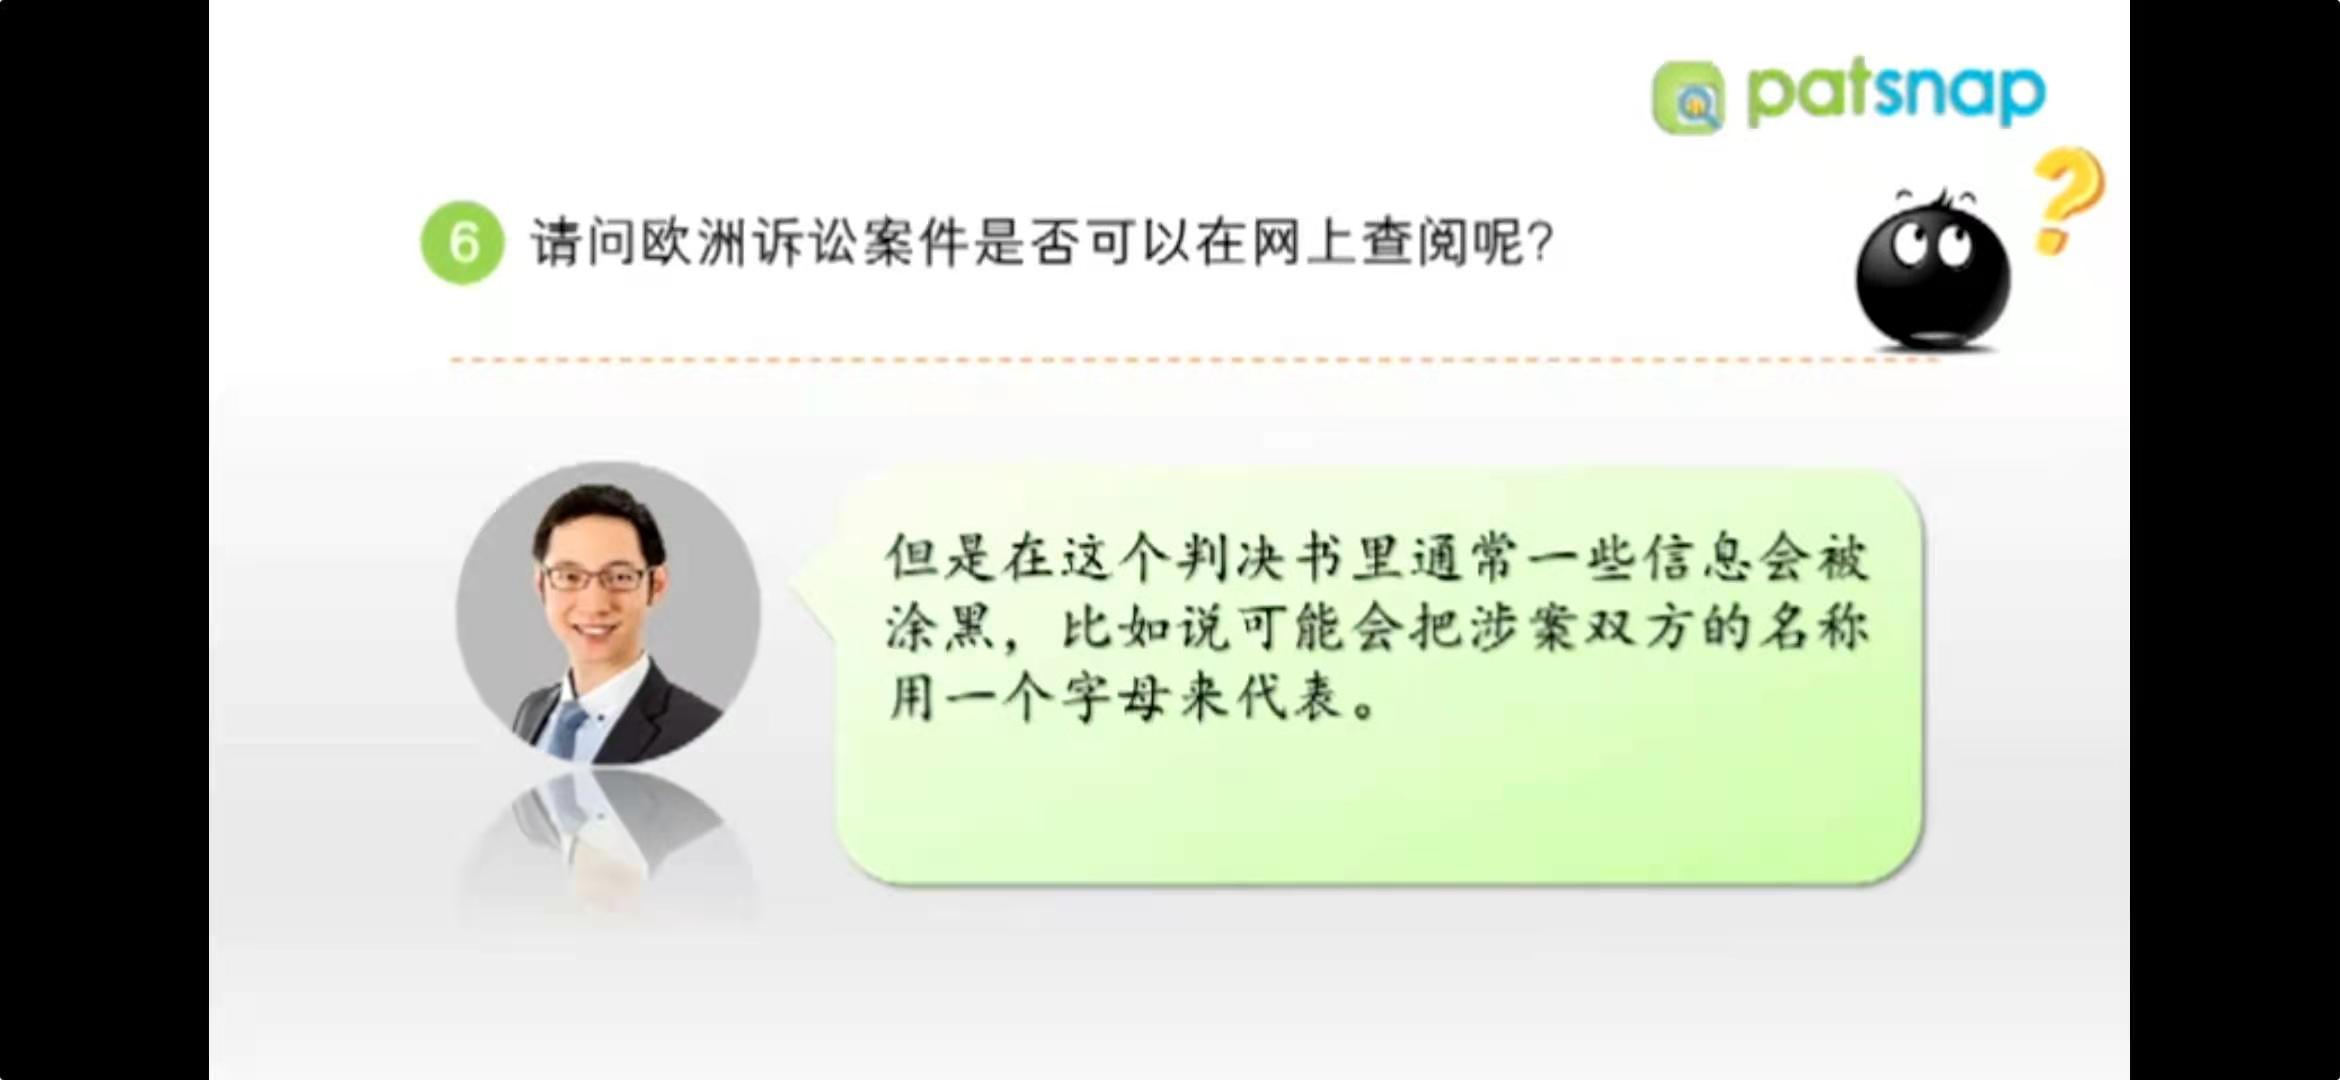 patsnap
6 请问欧洲诉讼案件是否可以在网上查阅呢?
但是在这个判决书里通常一些信息会被
涂黑，比如说可能会把涉案双方的名称
用一个字母来代表。